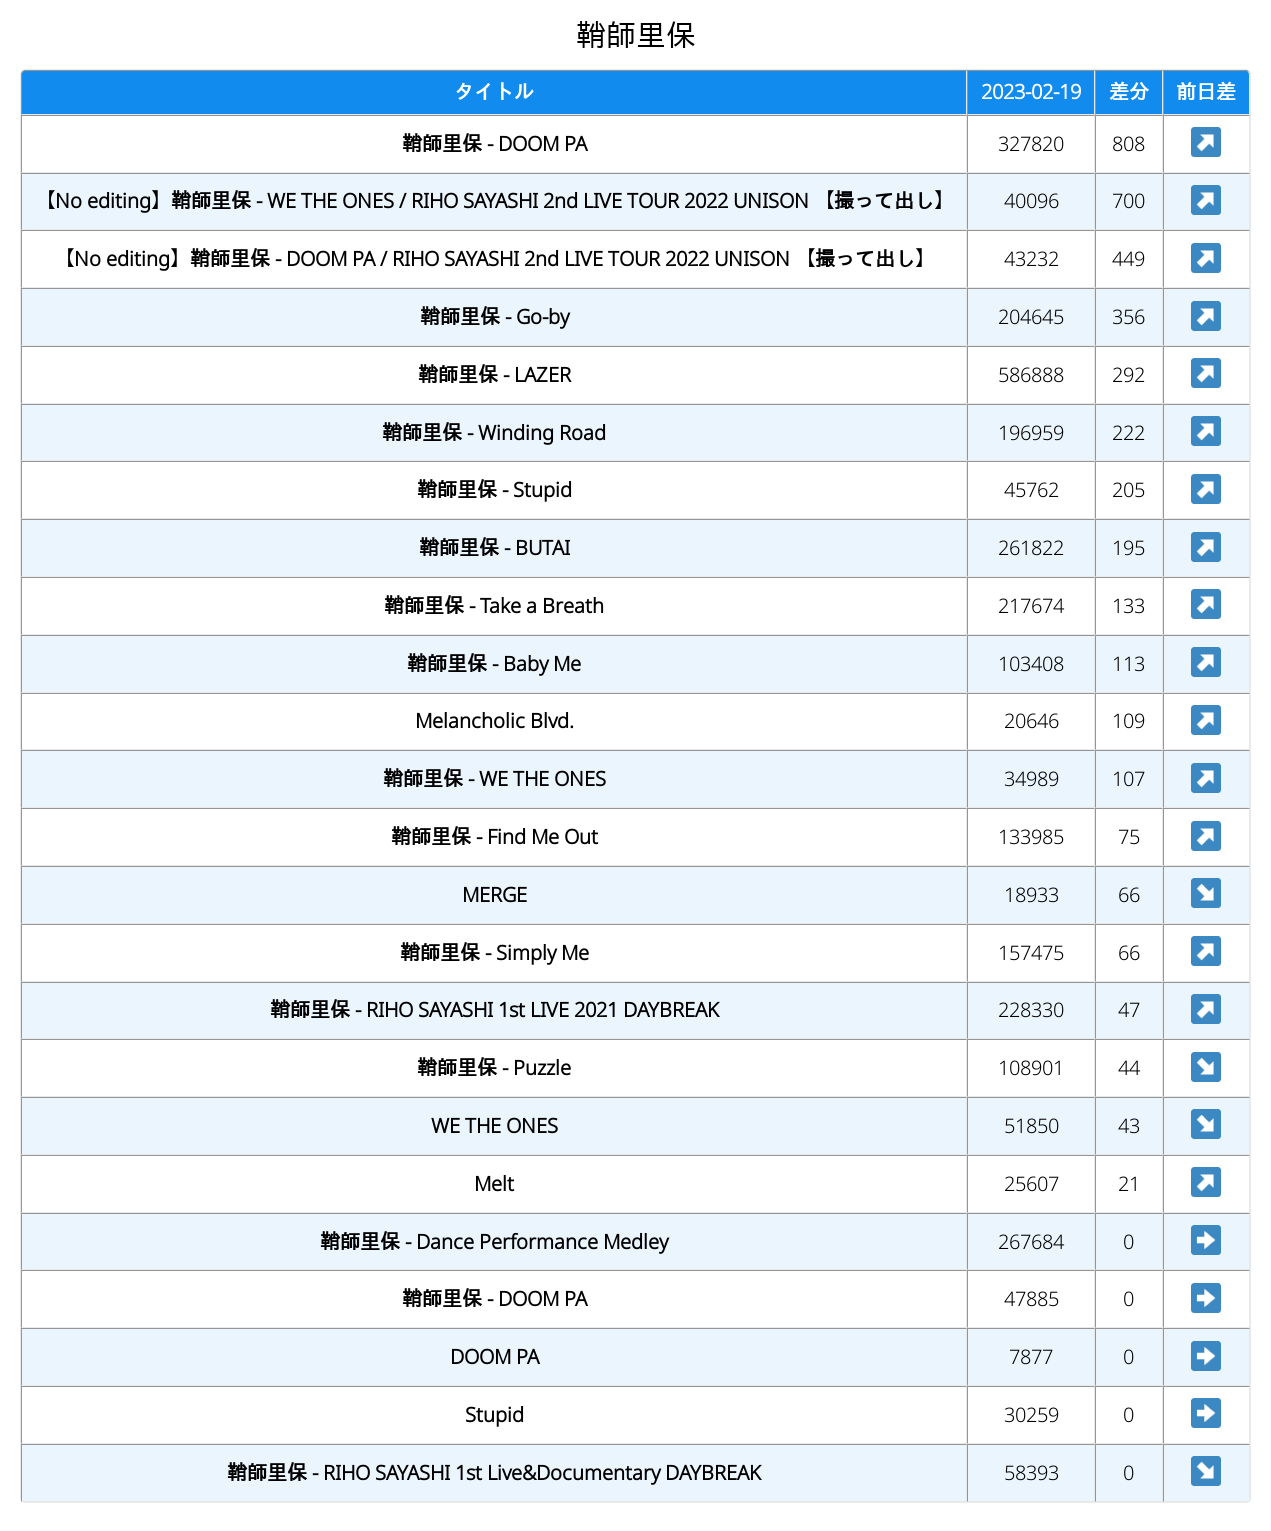 鞘師里保
タイトル 2023-02-19 差分 前日差
鞘師里保 - DOOM PA 327820 808
【No editing】鞘師里保 - WE THE ONES / RIHO SAYASHI 2nd LIVE TOUR 2022 UNISON 【撮って出し】 40096 700
【No editing】鞘師里保 - DOOM PA / RIHO SAYASHI 2nd LIVE TOUR 2022 UNISON 【撮って出し】 43232 449
鞘師里保 - Go-by 204645 356
鞘師里保 - LAZER 586888 292
鞘師里保 - Winding Road 196959 222
鞘師里保 - Stupid 45762 205
鞘師里保 - BUTAI 261822 195
鞘師里保 - Take a Breath 217674 133
鞘師里保 - Baby Me 103408 113
Melancholic Blvd. 20646 109
鞘師里保 - WE THE ONES 34989 107
鞘師里保 - Find Me Out 133985 75
MERGE 18933 66
鞘師里保 - Simply Me 157475 66
鞘師里保 - RIHO SAYASHI 1st LIVE 2021 DAYBREAK 228330 47
鞘師里保 - Puzzle 108901 44
WE THE ONES 51850 43
Melt 25607 21
鞘師里保 - Dance Performance Medley 267684 0
鞘師里保 - DOOM PA 47885 0
DOOM PA 7877 0
Stupid 30259 0
鞘師里保 - RIHO SAYASHI 1st Live&Documentary DAYBREAK 58393 0